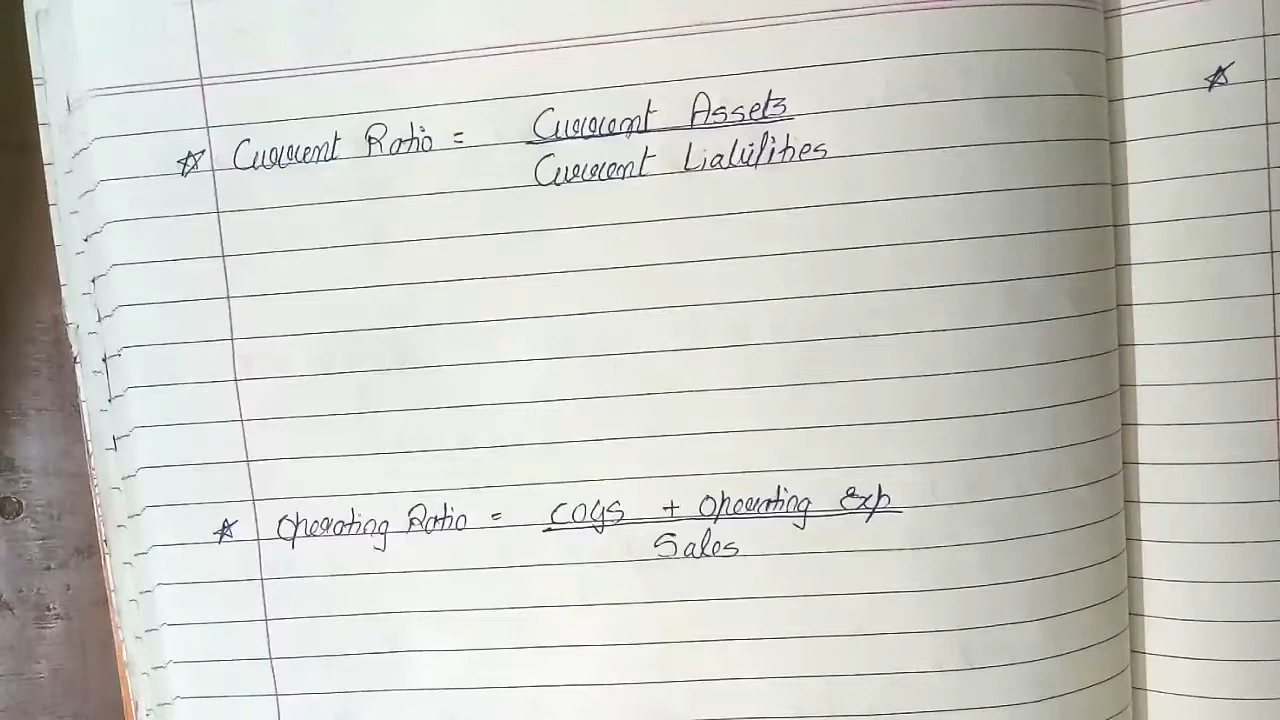 ☆ Current Ratio = Current Assets
Current Liabilities
☆ Operating Ratio = COGS + Operating Exp
Sales
☆